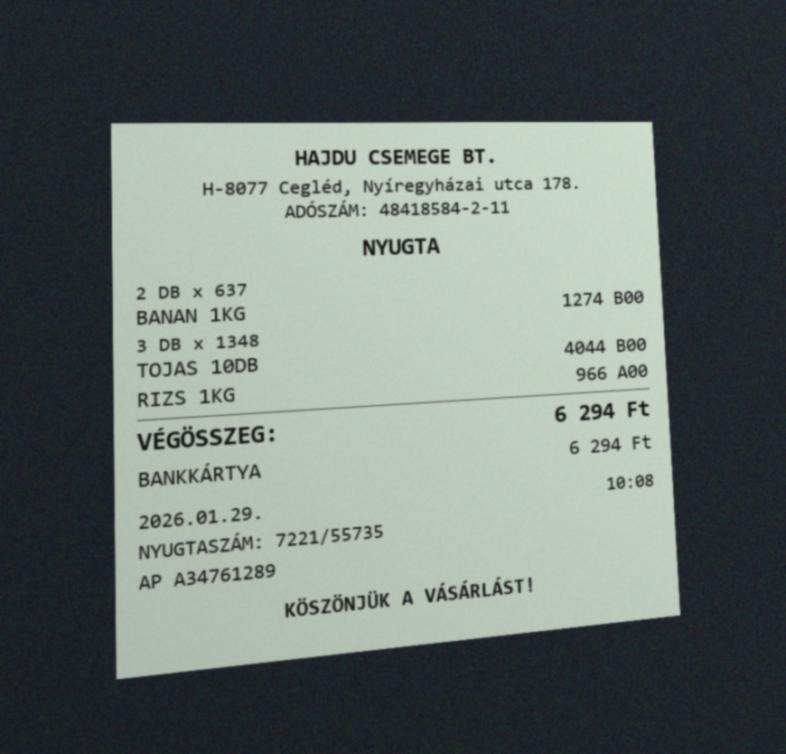 HAJDU CSEMEGE BT.
H-8077 Cegléd, Nyíregyházai utca 178.
ADÓSZÁM: 48418584-2-11
NYUGTA
2 DB x 637
BANAN 1KG 1274 B00
3 DB x 1348
TOJAS 10DB 4044 B00
RIZS 1KG 966 A00
VÉGÖSSZEG: 6 294 Ft
BANKKÁRTYA 6 294 Ft
2026.01.29. 10:08
NYUGTASZÁM: 7221/55735
AP A34761289
KÖSZÖNJÜK A VÁSÁRLÁST!